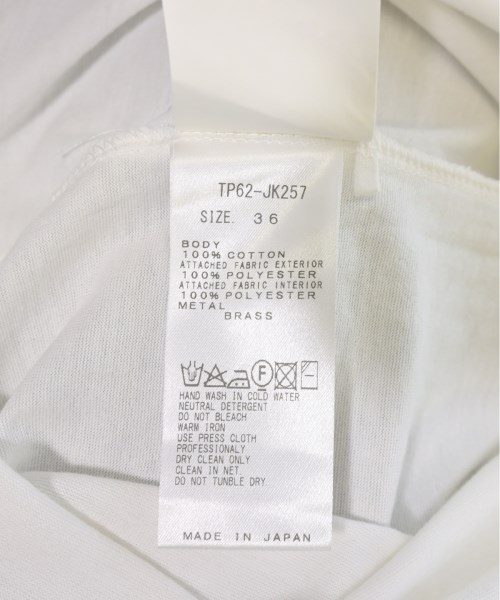 TP62-JK257
SIZE. 36
BODY
100% COTTON
ATTACHED FABRIC EXTERIOR
100% POLYESTER
ATTACHED FABRIC INTERIOR
100% POLYESTER
METAL
BRASS
F
HAND WASH IN COLD WATER
NEUTRAL DETERGENT
DO NOT BLEACH
WARM IRON
USE PRESS CLOTH
PROFESSIONALY
DRY CLEAN ONLY
CLEAN IN NET.
DO NOT TUMBLE DRY
MADE IN JAPAN